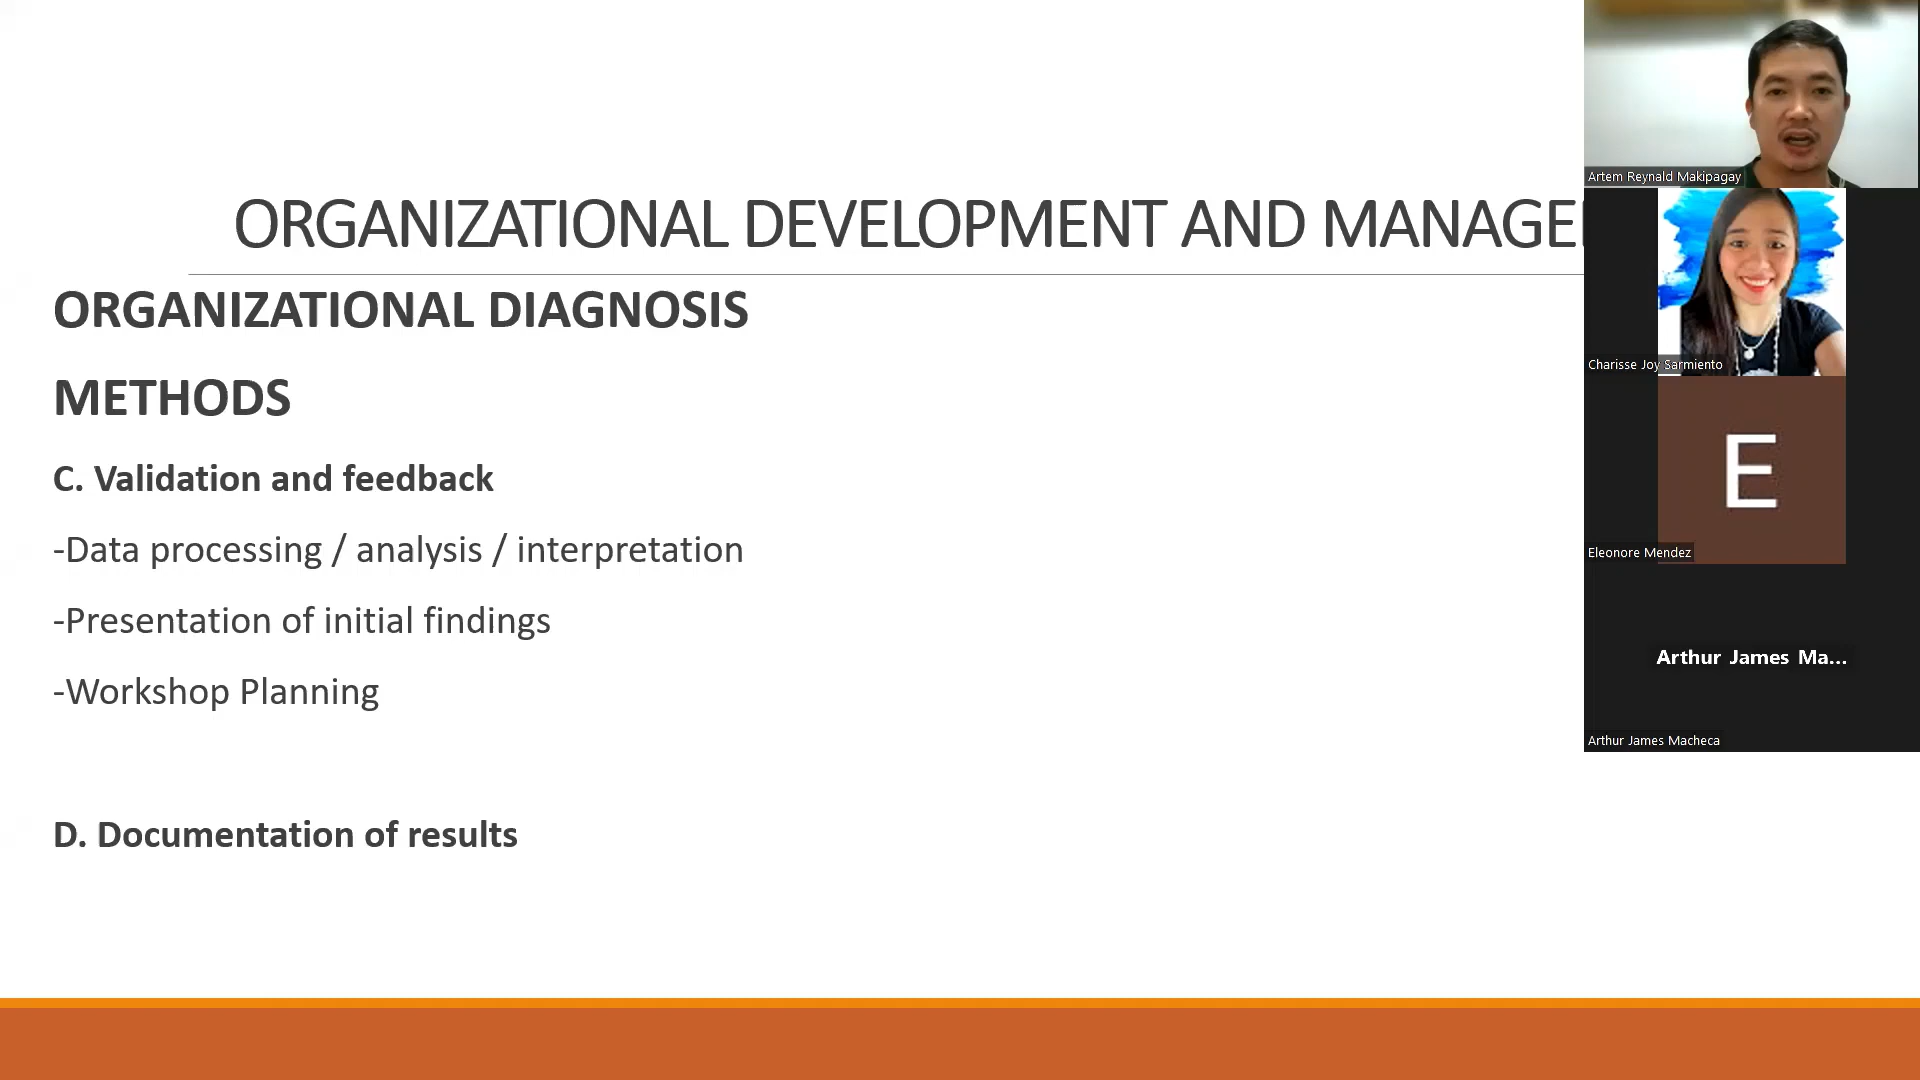 ORGANIZATIONAL DEVELOPMENT AND MANAGE
ORGANIZATIONAL DIAGNOSIS
METHODS
C. Validation and feedback
-Data processing / analysis / interpretation
-Presentation of initial findings
-Workshop Planning
D. Documentation of results
Artem Reynald Makipagay
Charisse Joy Sarmiento
E
Eleonore Mendez
Arthur James Ma...
Arthur James Macheca